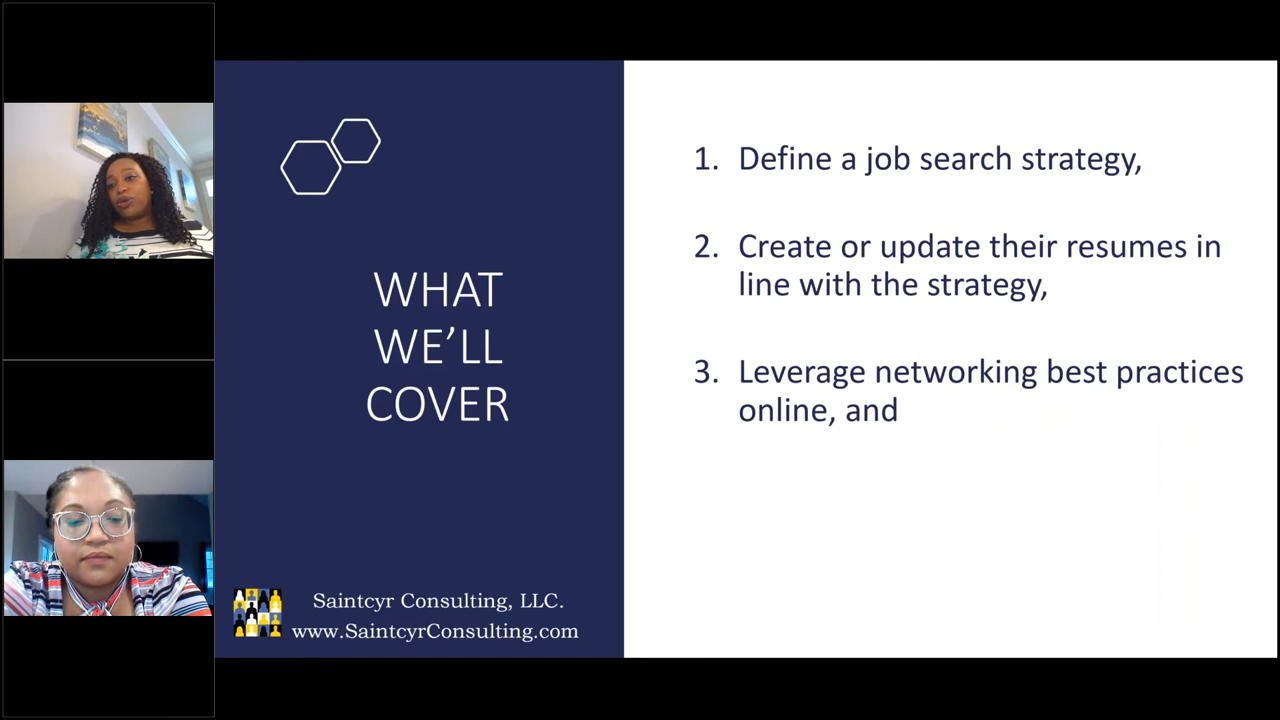 WHAT
WE’LL
COVER
Saintcyr Consulting, LLC.
www.SaintcyrConsulting.com
1. Define a job search strategy,
2. Create or update their resumes in
line with the strategy,
3. Leverage networking best practices
online, and